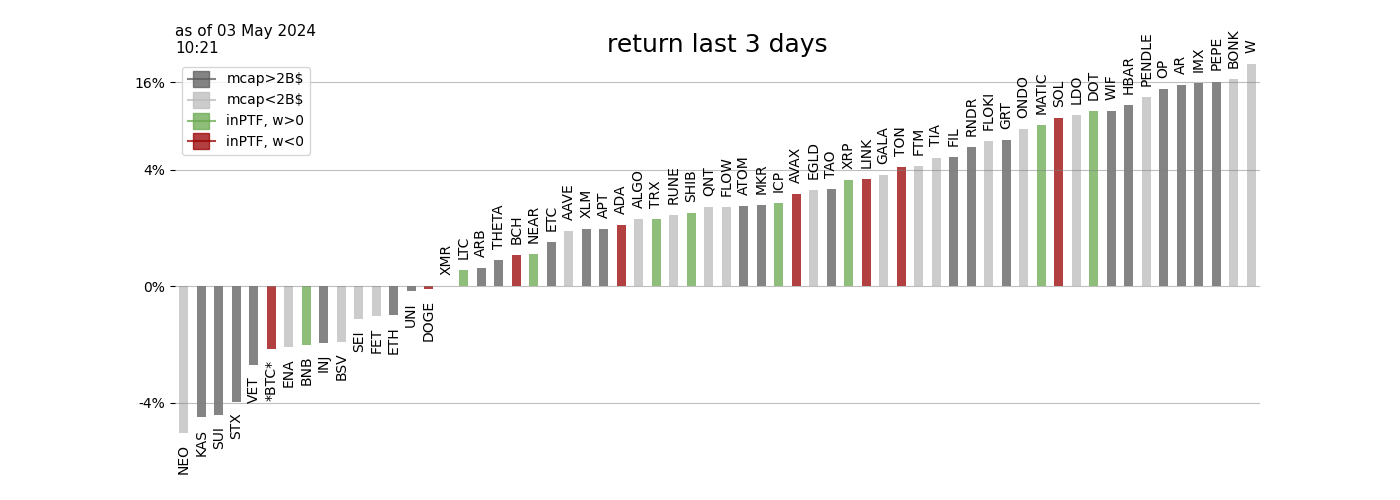 as of 03 May 2024
10:21
return last 3 days
mcap>2B$
mcap<2B$
inPTF, w>0
inPTF, w<0
16%
4%
0%
-4%
NEO
KAS
SUI
STX
VET
*BTC*
ENA
BNB
INJ
BSV
SEI
FET
ETH
UNI
DOGE
XMR
LTC
ARB
THETA
BCH
NEAR
ETC
AAVE
XLM
APT
ADA
ALGO
TRX
RUNE
SHIB
QNT
FLOW
ATOM
MKR
ICP
AVAX
EGLD
TAO
XRP
LINK
GALA
TON
FTM
TIA
FIL
RNDR
FLOKI
GRT
ONDO
MATIC
SOL
LDO
DOT
WIF
HBAR
PENDLE
OP
AR
IMX
PEPE
BONK
W